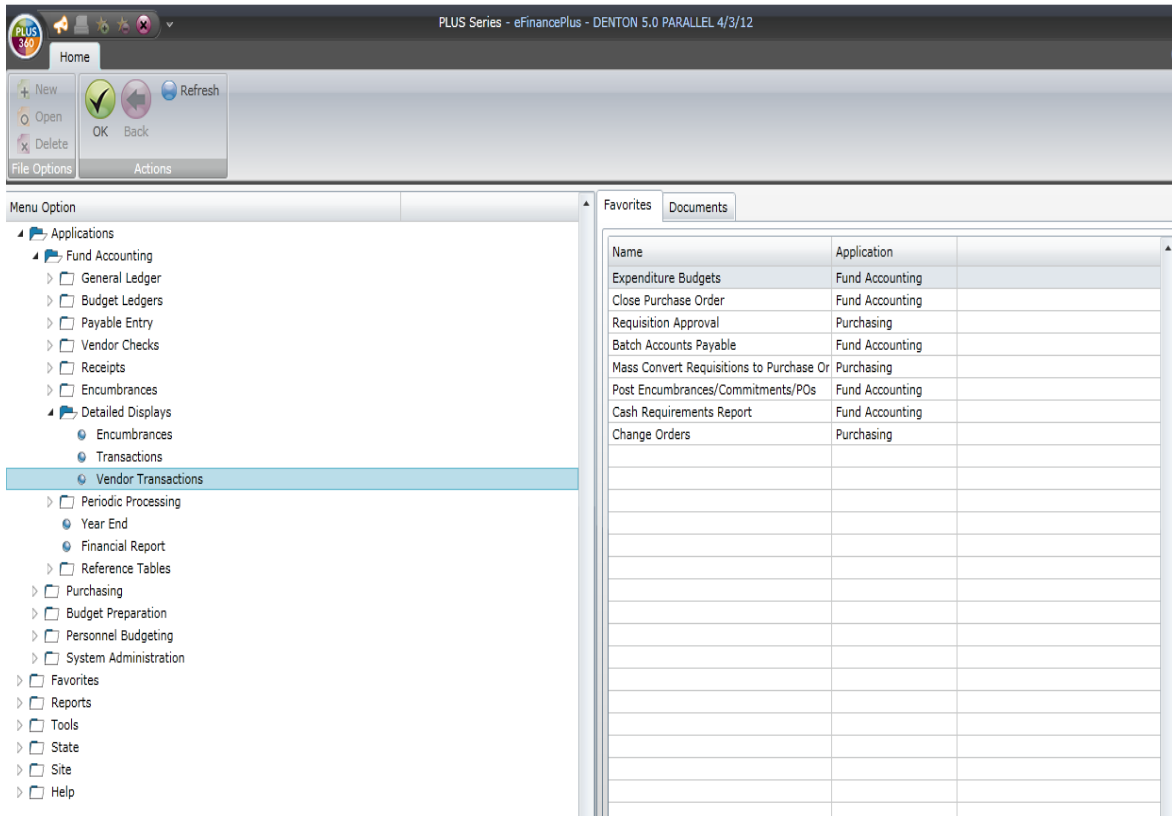 PLUS Series - eFinancePlus - DENTON 5.0 PARALLEL 4/3/12
PLUS
360
Home
New
Open
Delete
File Options
OK
Back
Refresh
Actions
Menu Option
Applications
Fund Accounting
General Ledger
Budget Ledgers
Payable Entry
Vendor Checks
Receipts
Encumbrances
Detailed Displays
Encumbrances
Transactions
Vendor Transactions
Periodic Processing
Year End
Financial Report
Reference Tables
Purchasing
Budget Preparation
Personnel Budgeting
System Administration
Favorites
Reports
Tools
State
Site
Help
Favorites Documents
Name Application
Expenditure Budgets Fund Accounting
Close Purchase Order Fund Accounting
Requisition Approval Purchasing
Batch Accounts Payable Fund Accounting
Mass Convert Requisitions to Purchase Or Purchasing
Post Encumbrances/Commitments/POs Fund Accounting
Cash Requirements Report Fund Accounting
Change Orders Purchasing